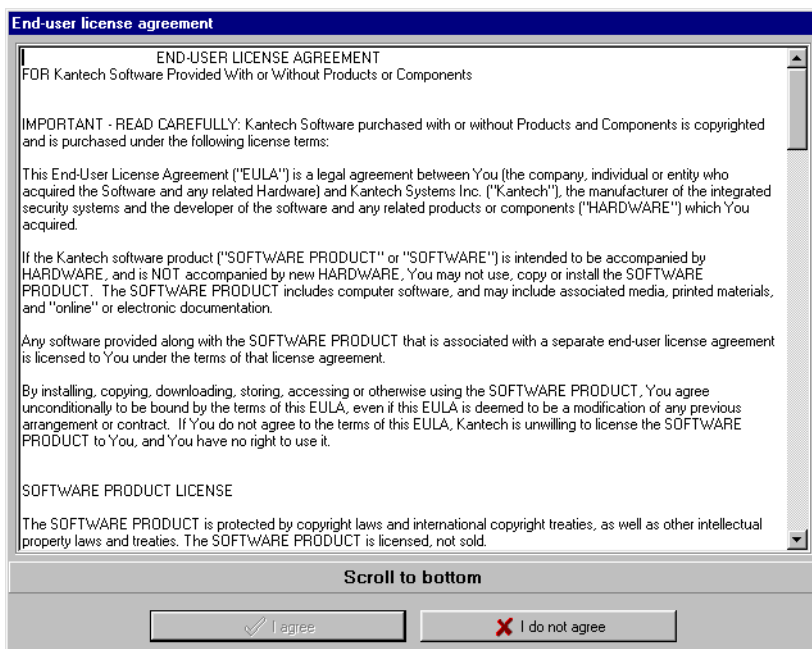 End-user license agreement
END-USER LICENSE AGREEMENT
FOR Kantech Software Provided With or Without Products or Components
IMPORTANT - READ CAREFULLY: Kantech Software purchased with or without Products and Components is copyrighted
and is purchased under the following license terms:
This End-User License Agreement ("EULA") is a legal agreement between You (the company, individual or entity who
acquired the Software and any related Hardware) and Kantech Systems Inc. ("Kantech"), the manufacturer of the integrated
security systems and the developer of the software and any related products or components ("HARDWARE") which You
acquired.
If the Kantech software product ("SOFTWARE PRODUCT" or "SOFTWARE") is intended to be accompanied by
HARDWARE, and is NOT accompanied by new HARDWARE, You may not use, copy or install the SOFTWARE
PRODUCT.  The SOFTWARE PRODUCT includes computer software, and may include associated media, printed materials,
and "online" or electronic documentation.
Any software provided along with the SOFTWARE PRODUCT that is associated with a separate end-user license agreement
is licensed to You under the terms of that license agreement.
By installing, copying, downloading, storing, accessing or otherwise using the SOFTWARE PRODUCT, You agree
unconditionally to be bound by the terms of this EULA, even if this EULA is deemed to be a modification of any previous
arrangement or contract.  If You do not agree to the terms of this EULA, Kantech is unwilling to license the SOFTWARE
PRODUCT to You, and You have no right to use it.
SOFTWARE PRODUCT LICENSE
The SOFTWARE PRODUCT is protected by copyright laws and international copyright treaties, as well as other intellectual
property laws and treaties. The SOFTWARE PRODUCT is licensed, not sold.
Scroll to bottom
I agree
I do not agree